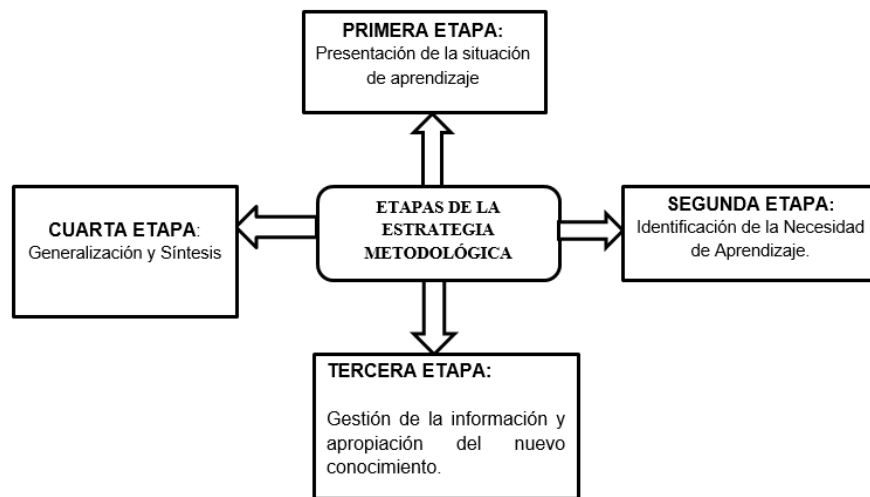 PRIMERA ETAPA:
Presentación de la situación
de aprendizaje
ETAPAS DE LA
ESTRATEGIA
METODOLÓGICA
SEGUNDA ETAPA:
Identificación de la Necesidad
de Aprendizaje.
TERCERA ETAPA:
Gestión de la información y
apropiación del nuevo
conocimiento.
CUARTA ETAPA:
Generalización y Síntesis